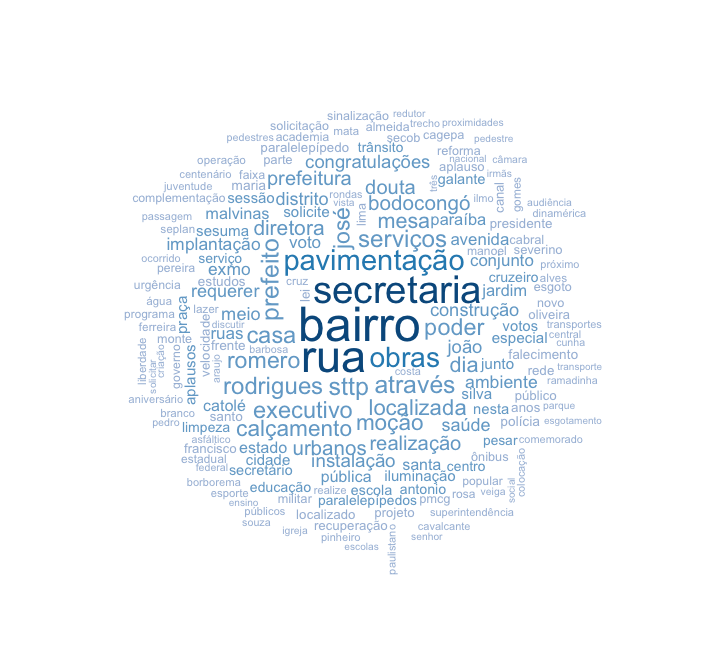 sinalização redutor
solicitação almeida trecho proximidades
pedestres academia mata secob cagepa pedestre
paralelepípedo trânsito reforma
operação parte congratulações nacional câmara
centenário faixa prefeitura aplauso irmãs
juventude maria douta galante três
complementação sessão distrito rondas bodocongó canal gomes ilmo audiência
passagem malvinas solicite vista lima mesa paraíba presidente dinamérica
seplan sesuma diretora josé serviços avenida cabral
implantação voto manoel severino
ocorrido serviço pavimentação conjunto próximo
pereira exmo prefeito cruzeiro alves
urgência estudos cruz secretaria jardim esgoto
água requerer lei novo
programa lazer meio bairro construção oliveira
ferreira praça ruas discutir casa poder votos transportes
monte velocidade frente barbosa rua obras joão especial central cunha
liberdade solicitar criação governo aplausos araujo romero costa dia junto falecimento rede transporte
aniversário rodrigues sttp através ambiente ramadinha
silva público
branco catolé executivo localizada nesta anos parque
pedro santo calçamento moção saúde polícia esgotamento
limpeza
asfáltico estado urbanos realização pesar comemorado
francisco
estadual cidade instalação santa centro ônibus
federal secretário iluminação colocação
borborema pública popular social
esporte educação realize escola antonio rosa veiga
ensino militar paralelepípedos pmcg
públicos localizado projeto superintendência
souza recuperação cavalcante
igreja pinheiro senhor
escolas paulistano